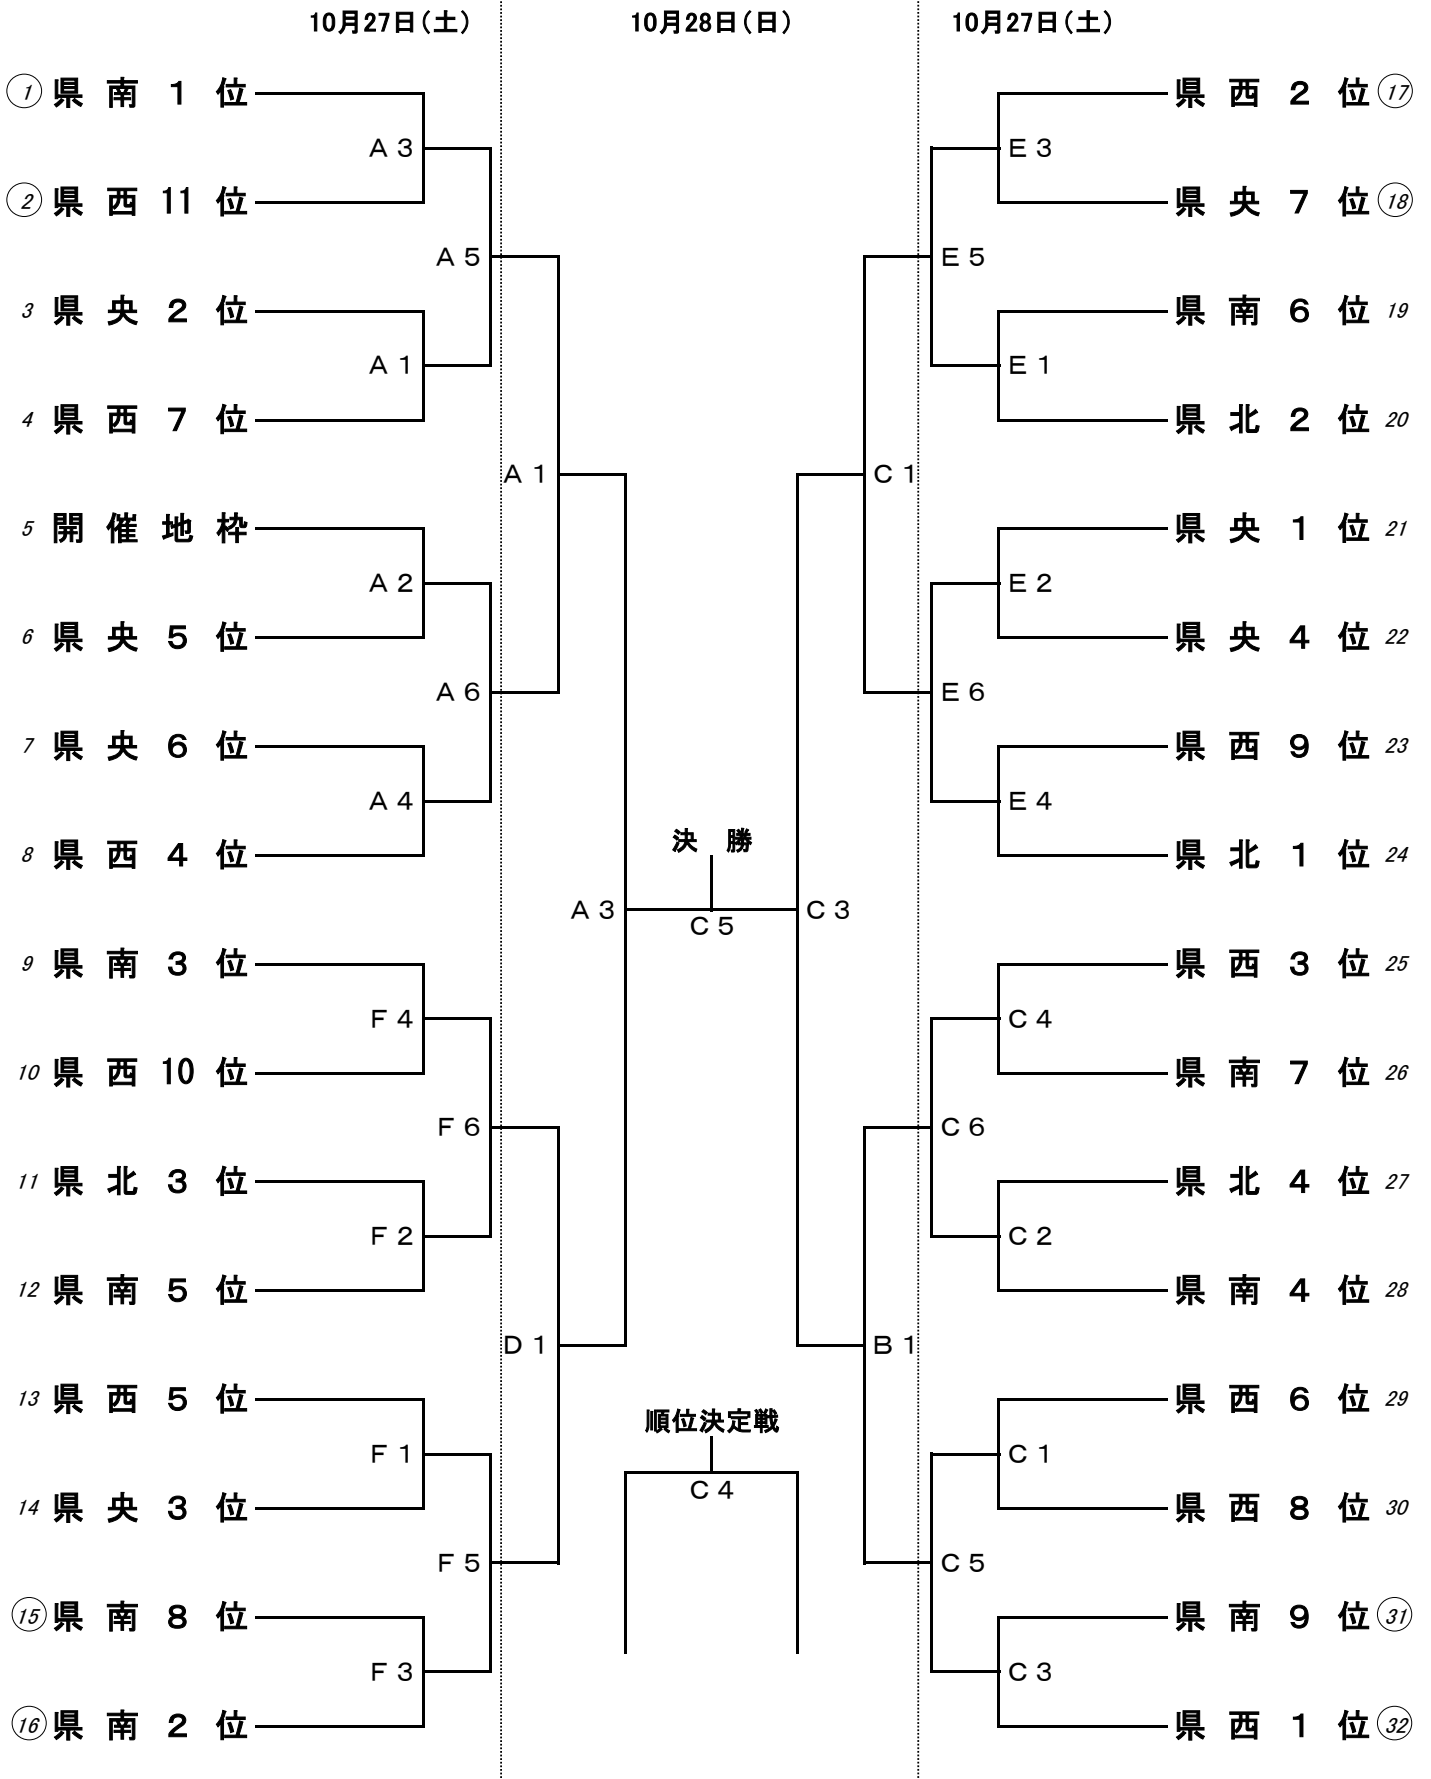 10月27日(土) 10月28日(日) 10月27日(土)
1 県南1位 県西2位 17
A3 E3
2 県西11位 県央7位 18
A5 E5
3 県央2位 県南6位 19
A1 E1
4 県西7位 県北2位 20
A1 C1
5 開催地枠 県央1位 21
A2 E2
6 県央5位 県央4位 22
A6 E6
7 県央6位 県西9位 23
A4 E4
決勝
8 県西4位 県北1位 24
A3 C3
C5
9 県南3位 県西3位 25
F4 C4
10 県西10位 県南7位 26
F6 C6
11 県北3位 県北4位 27
F2 C2
12 県南5位 県南4位 28
D1 B1
13 県西5位 県西6位 29
順位決定戦
F1 C1
C4
14 県央3位 県西8位 30
F5 C5
15 県南8位 県南9位 31
F3 C3
16 県南2位 県西1位 32